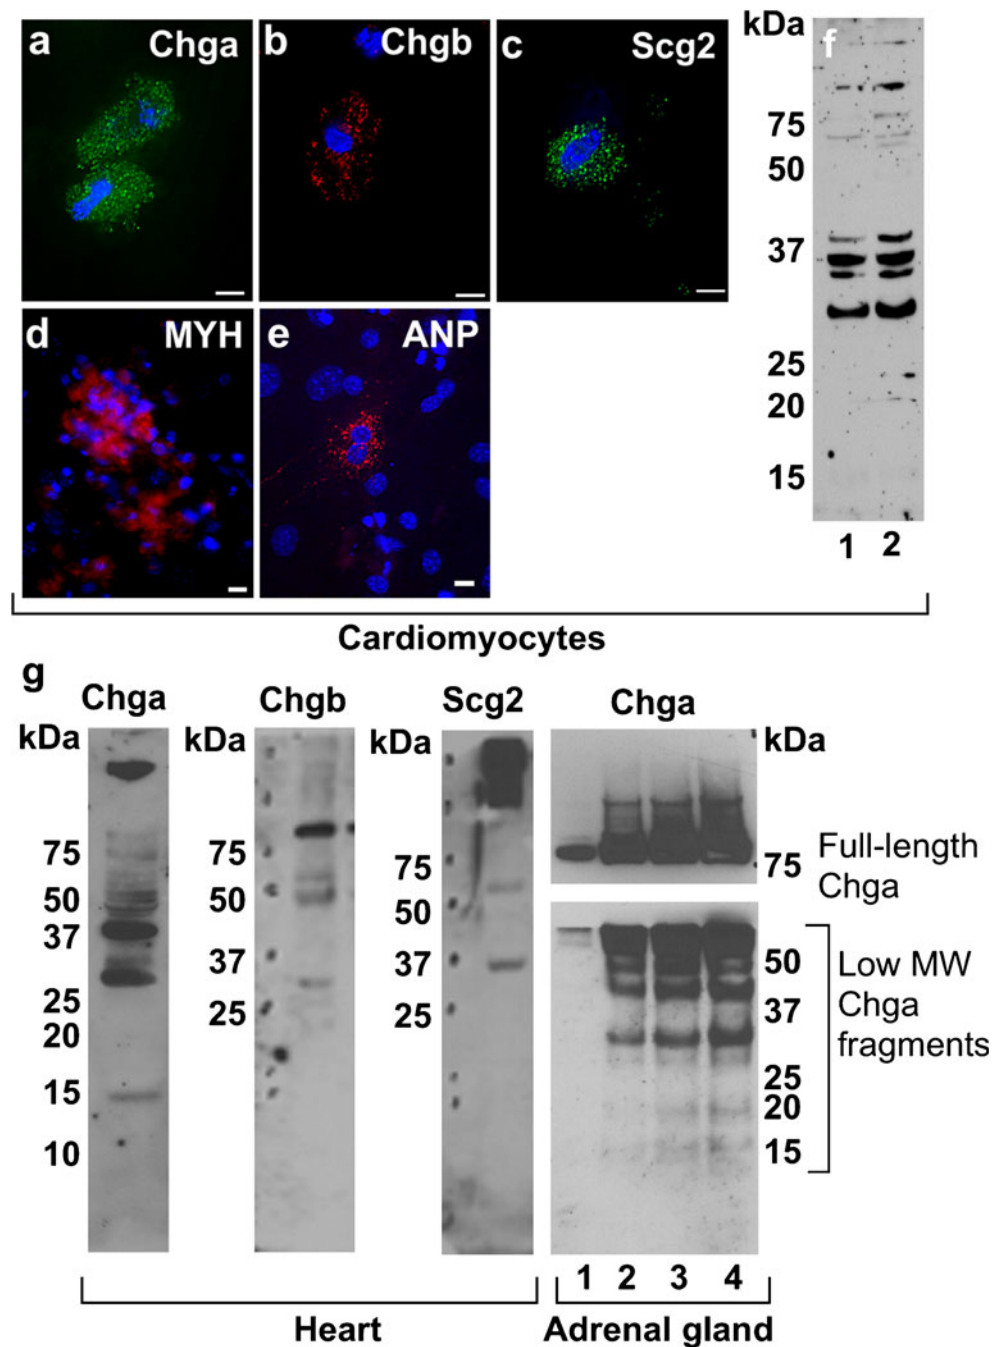 a Chga
b Chgb
c Scg2
kDa
f
75
50
37
25
20
15
1 2
d MYH
e ANP
Cardiomyocytes
g
Chga
kDa
75
50
37
25
20
15
10
Chgb
kDa
75
50
37
25
Scg2
kDa
75
50
37
25
Chga
kDa
75
Full-length
Chga
50
37
25
20
15
Low MW
Chga
fragments
1 2 3 4
Heart
Adrenal gland